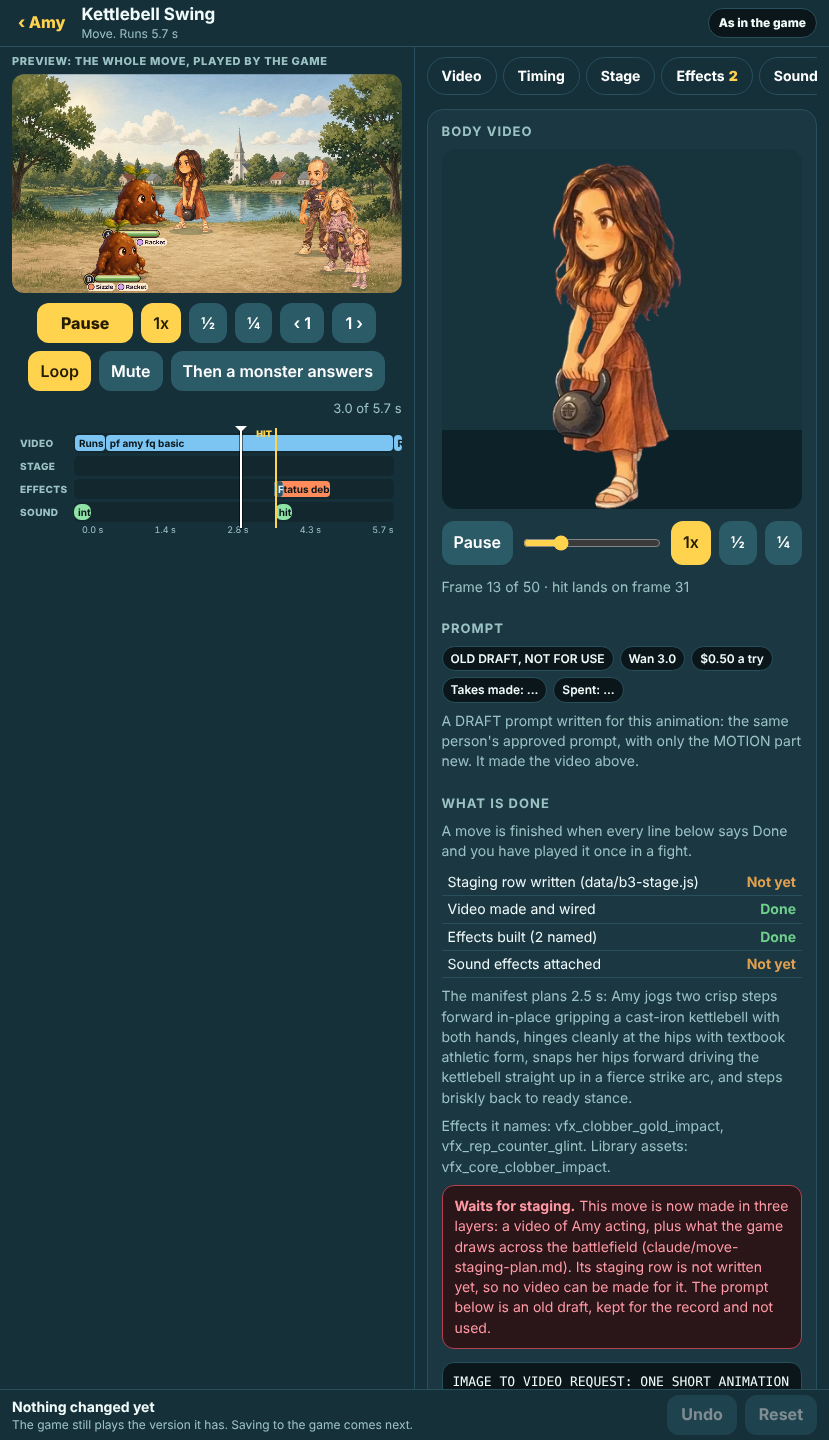 ‹ Amy
Kettlebell Swing
Move. Runs 5.7 s
As in the game
PREVIEW: THE WHOLE MOVE, PLAYED BY THE GAME
Racket
Sizzle Racket
Pause
1x
½
¼
‹ 1
1 ›
Loop
Mute
Then a monster answers
3.0 of 5.7 s
HIT
VIDEO
Runs
pf amy fq basic
STAGE
EFFECTS
tatus deb
SOUND
int
hit
0.0 s
1.4 s
2.8 s
4.3 s
5.7 s
Video
Timing
Stage
Effects 2
Sound
BODY VIDEO
Pause
1x
½
¼
Frame 13 of 50 · hit lands on frame 31
PROMPT
OLD DRAFT, NOT FOR USE
Wan 3.0
$0.50 a try
Takes made: ...
Spent: ...
A DRAFT prompt written for this animation: the same
person's approved prompt, with only the MOTION part
new. It made the video above.
WHAT IS DONE
A move is finished when every line below says Done
and you have played it once in a fight.
Staging row written (data/b3-stage.js) Not yet
Video made and wired Done
Effects built (2 named) Done
Sound effects attached Not yet
The manifest plans 2.5 s: Amy jogs two crisp steps
forward in-place gripping a cast-iron kettlebell with
both hands, hinges cleanly at the hips with textbook
athletic form, snaps her hips forward driving the
kettlebell straight up in a fierce strike arc, and steps
briskly back to ready stance.
Effects it names: vfx_clobber_gold_impact,
vfx_rep_counter_glint. Library assets:
vfx_core_clobber_impact.
Waits for staging. This move is now made in three
layers: a video of Amy acting, plus what the game
draws across the battlefield (claude/move-
staging-plan.md). Its staging row is not written
yet, so no video can be made for it. The prompt
below is an old draft, kept for the record and not
used.
IMAGE TO VIDEO REQUEST: ONE SHORT ANIMATION
Nothing changed yet
The game still plays the version it has. Saving to the game comes next.
Undo
Reset